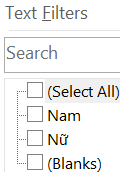 Text Filters
Search
(Select All)
Nam
Nữ
(Blanks)